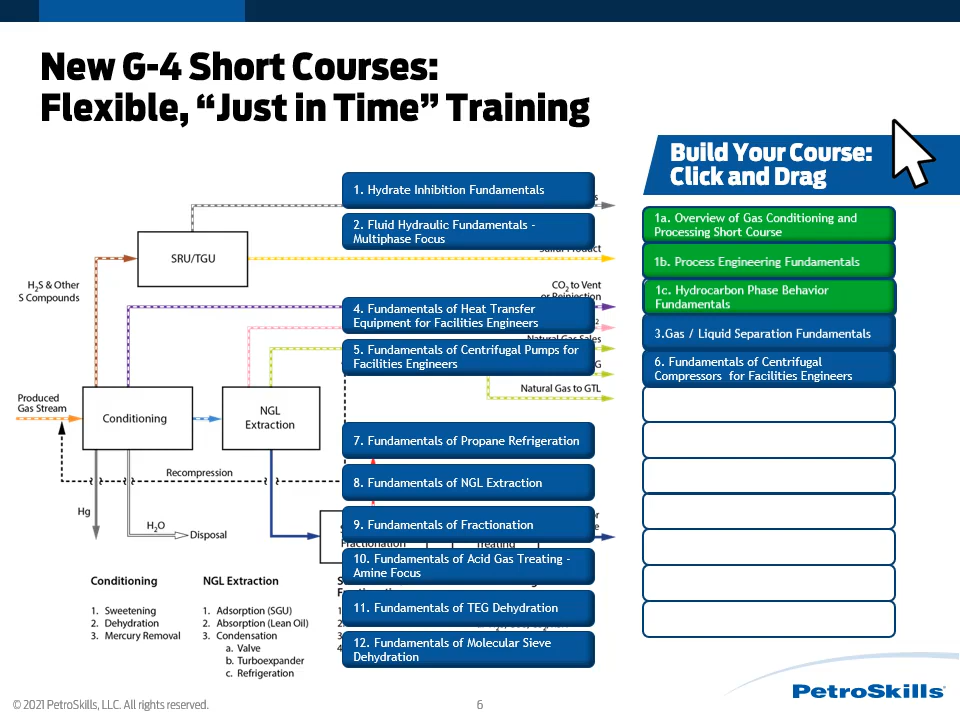 New G-4 Short Courses:
Flexible, “Just in Time” Training
Build Your Course:
Click and Drag
1. Hydrate Inhibition Fundamentals
2. Fluid Hydraulic Fundamentals -
Multiphase Focus
4. Fundamentals of Heat Transfer
Equipment for Facilities Engineers
5. Fundamentals of Centrifugal Pumps for
Facilities Engineers
7. Fundamentals of Propane Refrigeration
8. Fundamentals of NGL Extraction
9. Fundamentals of Fractionation
10. Fundamentals of Acid Gas Treating -
Amine Focus
11. Fundamentals of TEG Dehydration
12. Fundamentals of Molecular Sieve
Dehydration
1a. Overview of Gas Conditioning and
Processing Short Course
1b. Process Engineering Fundamentals
1c. Hydrocarbon Phase Behavior
Fundamentals
3.Gas / Liquid Separation Fundamentals
6. Fundamentals of Centrifugal
Compressors for Facilities Engineers
SRU/TGU
H₂S & Other
S Compounds
CO₂ to Vent
or Reinjection
Natural Gas Sales
Natural Gas to GTL
Produced
Gas Stream
Conditioning
NGL
Extraction
Recompression
Hg
H₂O
Disposal
Fractionation
Treating
Conditioning
1. Sweetening
2. Dehydration
3. Mercury Removal
NGL Extraction
1. Adsorption (SGU)
2. Absorption (Lean Oil)
3. Condensation
a. Valve
b. Turboexpander
c. Refrigeration
© 2021 PetroSkills, LLC. All rights reserved.
6
PetroSkills